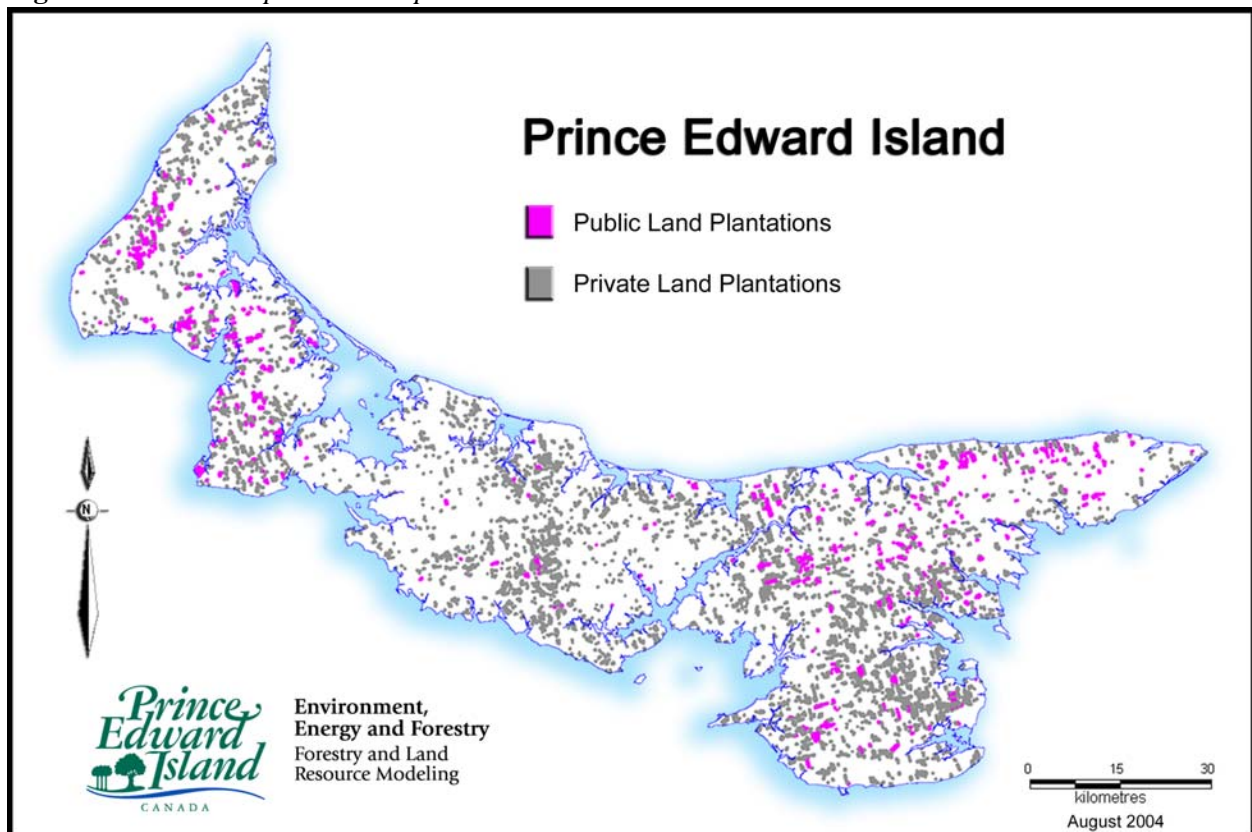 Prince Edward Island
Public Land Plantations
Private Land Plantations
N
Prince
Edward
Island
CANADA
Environment,
Energy and Forestry
Forestry and Land
Resource Modeling
0 15 30
kilometres
August 2004